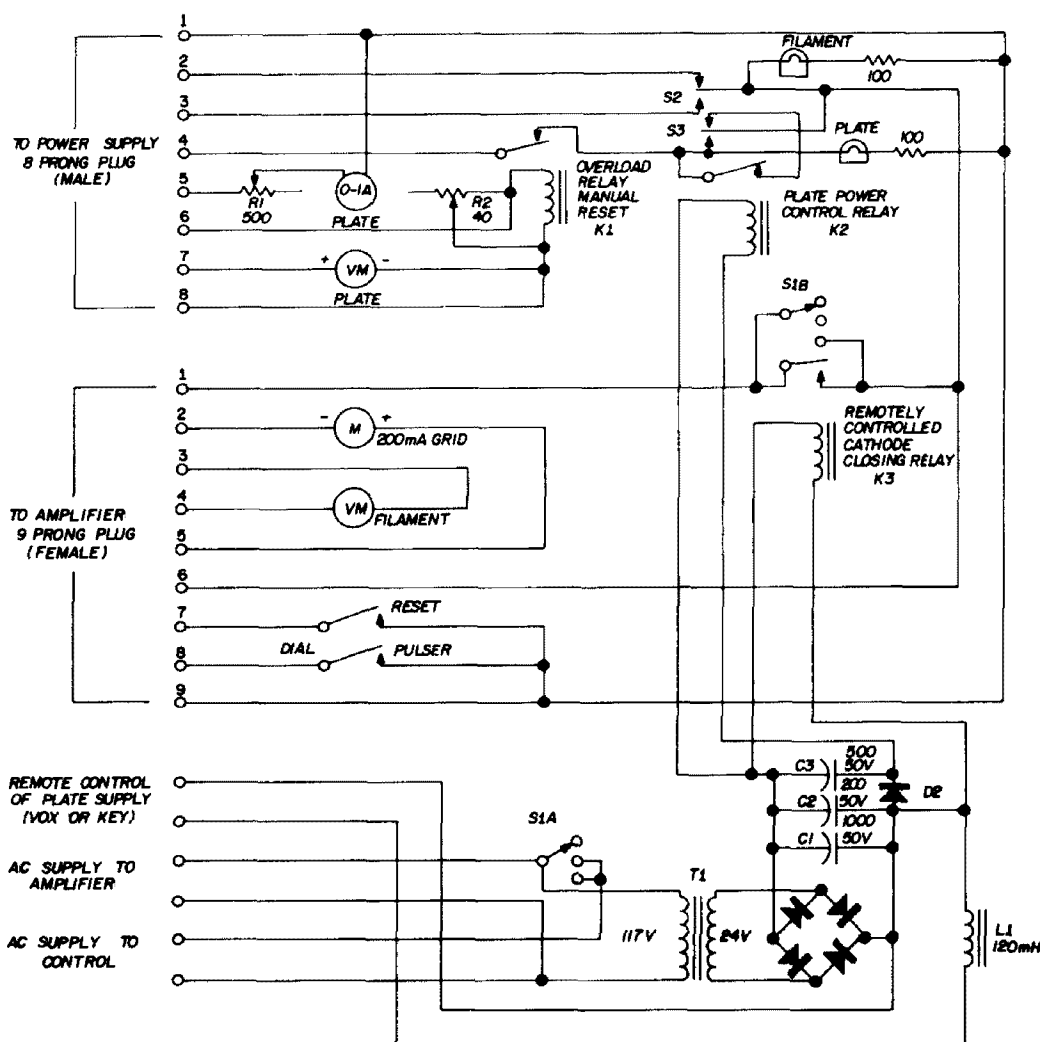 1
2
3
4
5
6
7
8
TO POWER SUPPLY
8 PRONG PLUG
(MALE)
FILAMENT
100
S2
S3
PLATE
100
R1
500
0-1A
PLATE
R2
40
OVERLOAD
RELAY
MANUAL
RESET
K1
PLATE POWER
CONTROL RELAY
K2
+ VM -
PLATE
S1B
1
2
3
4
5
6
7
8
9
TO AMPLIFIER
9 PRONG PLUG
(FEMALE)
- M +
200mA GRID
VM
FILAMENT
REMOTELY
CONTROLLED
CATHODE
CLOSING RELAY
K3
RESET
DIAL PULSER
REMOTE CONTROL
OF PLATE SUPPLY
(VOX OR KEY)
AC SUPPLY TO
AMPLIFIER
AC SUPPLY TO
CONTROL
S1A
T1
117V
24V
C3
500
50V
C2
200
50V
C1
1000
50V
D2
L1
120mH